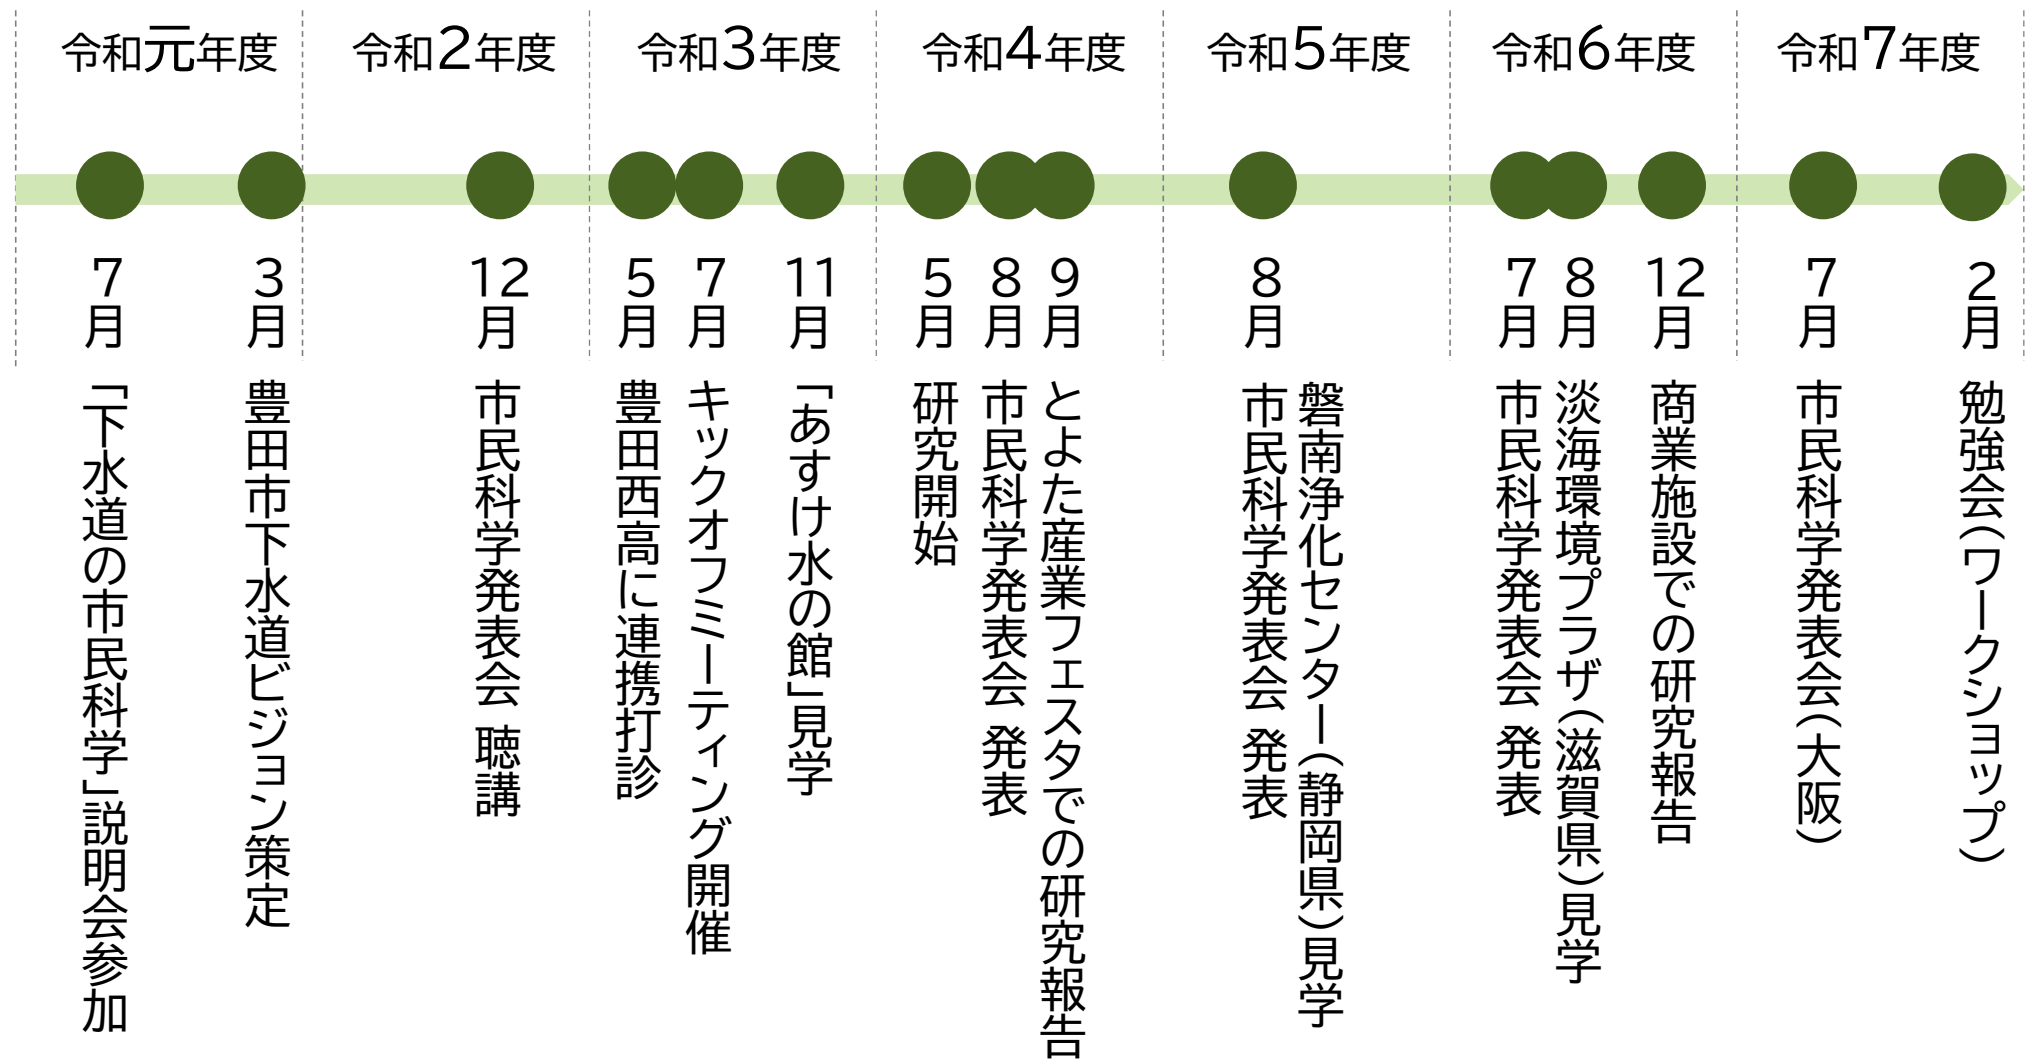 令和元年度
令和2年度
令和3年度
令和4年度
令和5年度
令和6年度
令和7年度
7月
「下水道の市民科学」説明会参加
3月
豊田市下水道ビジョン策定
12月
市民科学発表会 聴講
5月
豊田西高に連携打診
7月
キックオフミーティング開催
11月
「あすけ水の館」見学
5月
研究開始
8月
市民科学発表会 発表
9月
とよた産業フェスタでの研究報告
8月
磐南浄化センター(静岡県)見学
市民科学発表会 発表
7月
市民科学発表会 発表
8月
淡海環境プラザ(滋賀県)見学
12月
商業施設での研究報告
7月
市民科学発表会(大阪)
2月
勉強会(ワークショップ)